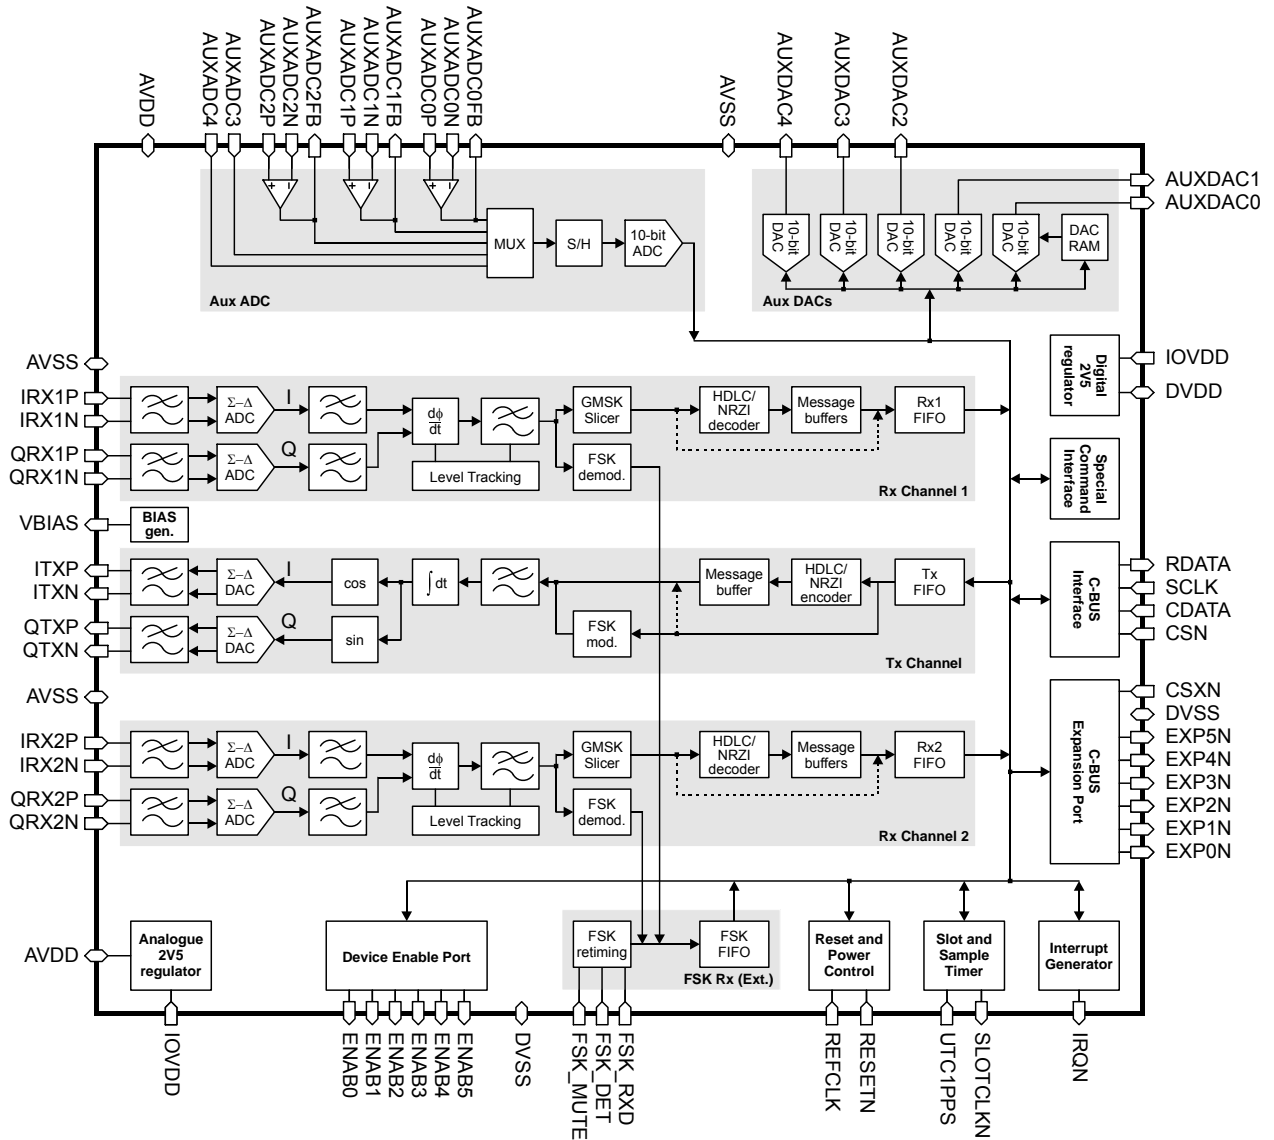 AVDD
AUXADC4
AUXADC3
AUXADC2P
AUXADC2N
AUXADC2FB
AUXADC1P
AUXADC1N
AUXADC1FB
AUXADC0P
AUXADC0N
AUXADC0FB
AVSS
AUXDAC4
AUXDAC3
AUXDAC2
AUXDAC1
AUXDAC0
+ −
+ −
+ −
MUX
S/H
10-bit
ADC
Aux ADC
10-bit
DAC
10-bit
DAC
10-bit
DAC
10-bit
DAC
10-bit
DAC
DAC
RAM
Aux DACs
AVSS
IRX1P
IRX1N
QRX1P
QRX1N
Σ−Δ
ADC
I
Σ−Δ
ADC
Q
dϕ
dt
Level Tracking
GMSK
Slicer
FSK
demod.
HDLC/
NRZI
decoder
Message
buffers
Rx1
FIFO
Rx Channel 1
Digital
2V5
regulator
IOVDD
DVDD
Special
Command
Interface
VBIAS
BIAS
gen.
ITXP
ITXN
QTXP
QTXN
Σ−Δ
DAC
I
Σ−Δ
DAC
Q
cos
sin
∫dt
FSK
mod.
Message
buffer
HDLC/
NRZI
encoder
Tx
FIFO
Tx Channel
C-BUS
Interface
RDATA
SCLK
CDATA
CSN
AVSS
IRX2P
IRX2N
QRX2P
QRX2N
Σ−Δ
ADC
I
Σ−Δ
ADC
Q
dϕ
dt
Level Tracking
GMSK
Slicer
FSK
demod.
HDLC/
NRZI
decoder
Message
buffers
Rx2
FIFO
Rx Channel 2
C-BUS
Expansion Port
CSXN
DVSS
EXP5N
EXP4N
EXP3N
EXP2N
EXP1N
EXP0N
AVDD
Analogue
2V5
regulator
Device Enable Port
FSK
retiming
FSK
FIFO
FSK Rx (Ext.)
Reset and
Power
Control
Slot and
Sample
Timer
Interrupt
Generator
IOVDD
ENAB0
ENAB1
ENAB2
ENAB3
ENAB4
ENAB5
DVSS
FSK_MUTE
FSK_DET
FSK_RXD
REFCLK
RESETN
UTC1PPS
SLOTCLKN
IRQN